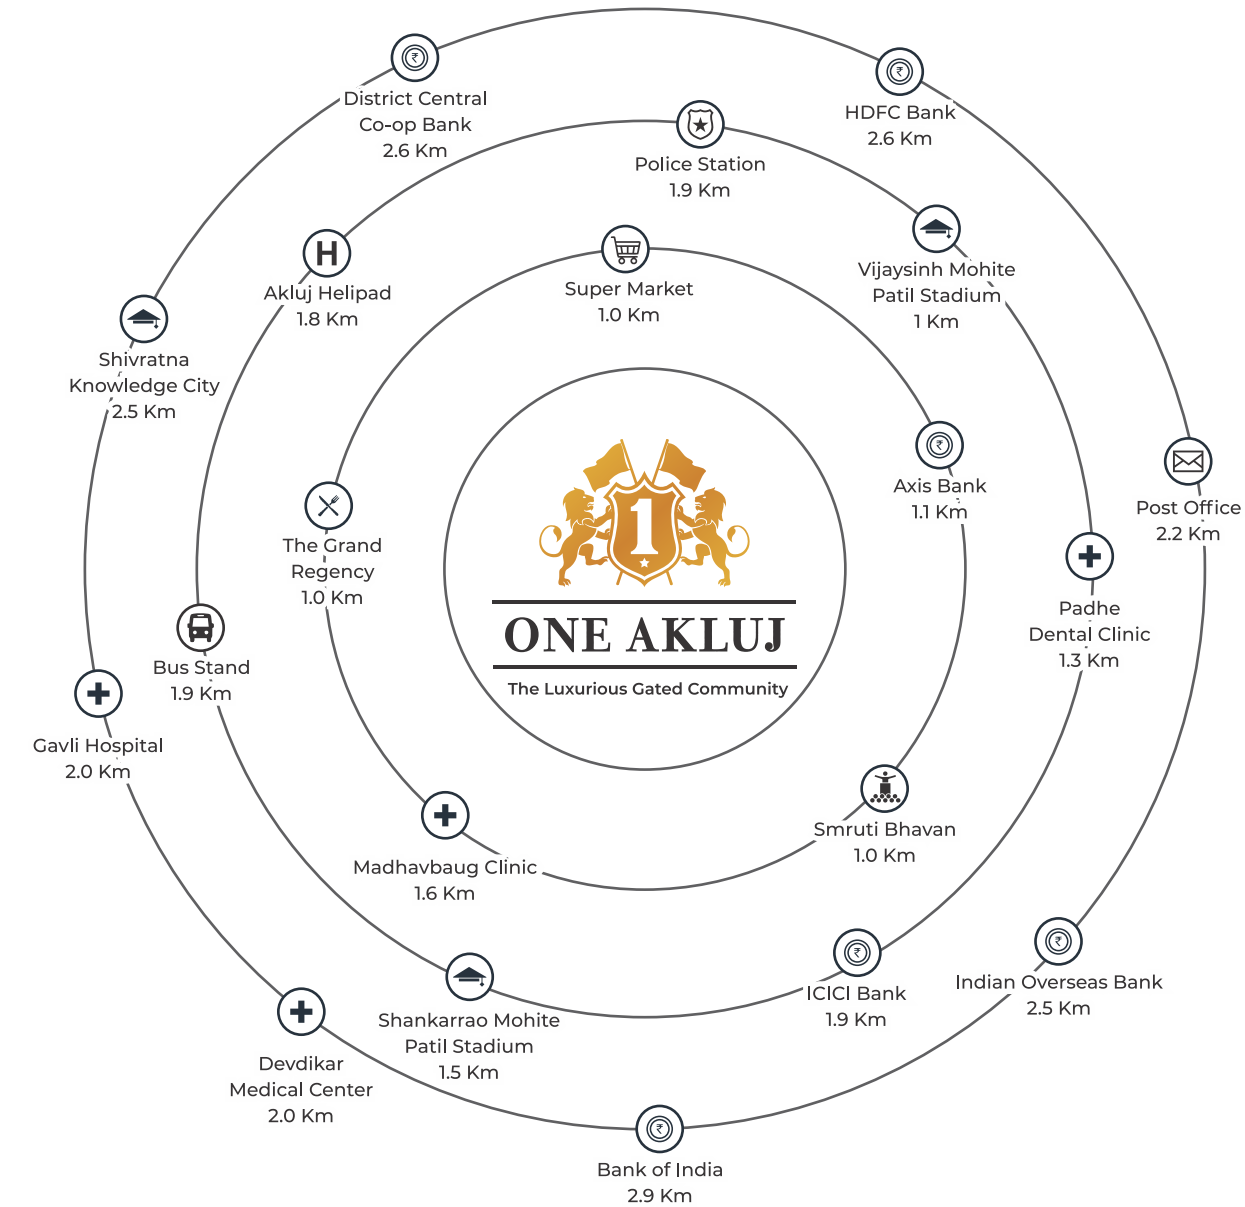 District Central
Co-op Bank
2.6 Km
HDFC Bank
2.6 Km
Police Station
1.9 Km
Vijaysinh Mohite
Patil Stadium
1 Km
H
Akluj Helipad
1.8 Km
Super Market
1.0 Km
Shivratna
Knowledge City
2.5 Km
Axis Bank
1.1 Km
Post Office
2.2 Km
The Grand
Regency
1.0 Km
1
ONE AKLUJ
The Luxurious Gated Community
Padhe
Dental Clinic
1.3 Km
Bus Stand
1.9 Km
Gavli Hospital
2.0 Km
Smruti Bhavan
1.0 Km
Madhavbaug Clinic
1.6 Km
ICICI Bank
1.9 Km
Indian Overseas Bank
2.5 Km
Shankarrao Mohite
Patil Stadium
1.5 Km
Devdikar
Medical Center
2.0 Km
Bank of India
2.9 Km